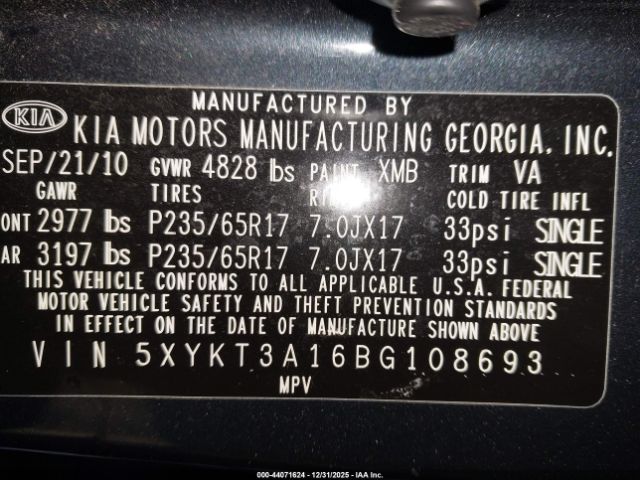 MANUFACTURED BY
KIA KIA MOTORS MANUFACTURING GEORGIA, INC.
SEP/21/10 GVWR 4828 lbs PAINT XMB TRIM VA
GAWR TIRES COLD TIRE INFL
ONT 2977 lbs P235/65R17 7.0JX17 33psi SINGLE
AR 3197 lbs P235/65R17 7.0JX17 33psi SINGLE
THIS VEHICLE CONFORMS TO ALL APPLICABLE U.S.A. FEDERAL
MOTOR VEHICLE SAFETY AND THEFT PREVENTION STANDARDS
IN EFFECT ON THE DATE OF MANUFACTURE SHOWN ABOVE
VIN 5XYKT3A16BG108693
MPV
000-44071624 - 12/31/2025 - IAA Inc.